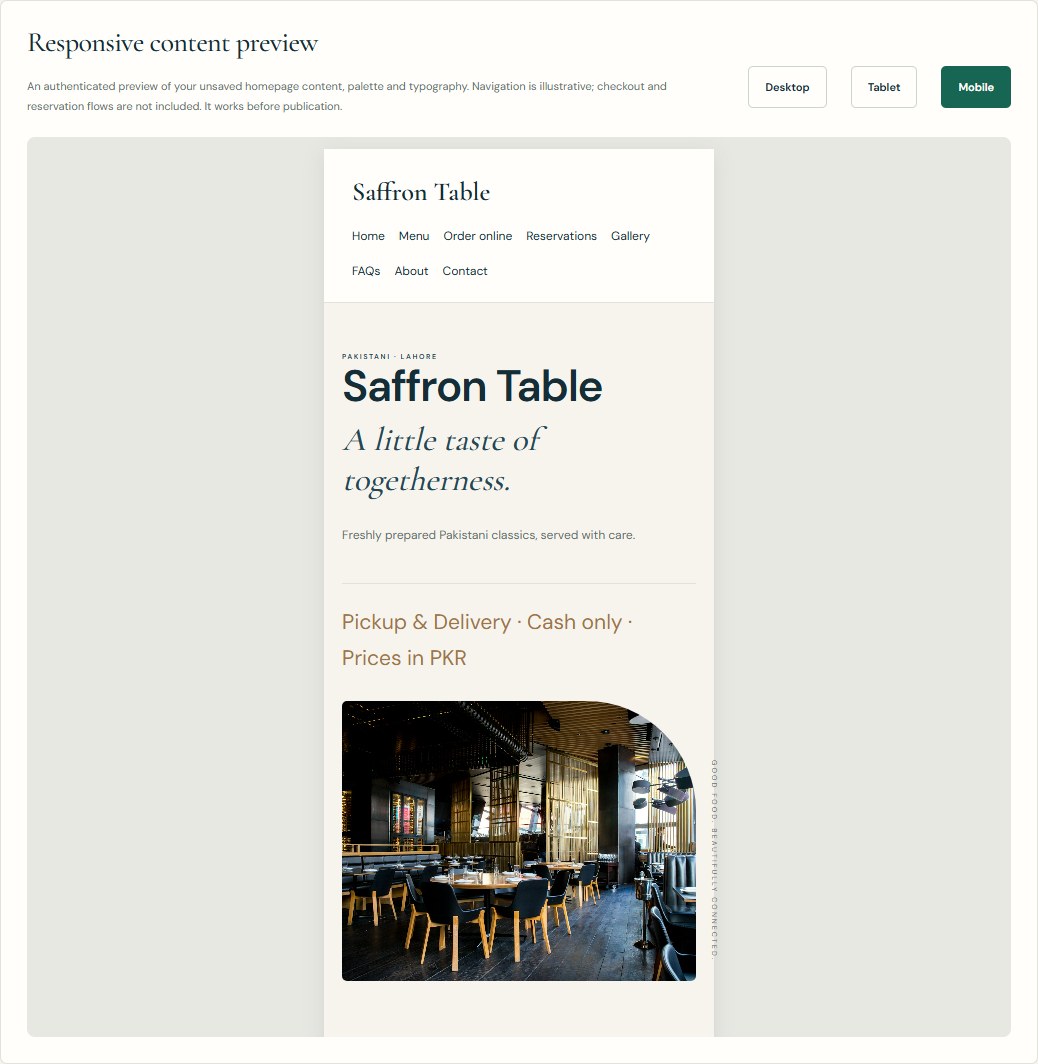 Responsive content preview
An authenticated preview of your unsaved homepage content, palette and typography. Navigation is illustrative; checkout and
reservation flows are not included. It works before publication.
Desktop
Tablet
Mobile
Saffron Table
Home Menu Order online Reservations Gallery
FAQs About Contact
PAKISTANI · LAHORE
Saffron Table
A little taste of
togetherness.
Freshly prepared Pakistani classics, served with care.
Pickup & Delivery · Cash only ·
Prices in PKR
GOOD FOOD. BEAUTIFULLY CONNECTED.